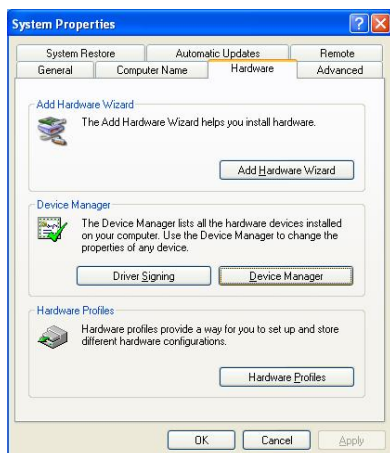 System Properties
System Restore Automatic Updates Remote
General Computer Name Hardware Advanced
Add Hardware Wizard
The Add Hardware Wizard helps you install hardware.
Add Hardware Wizard
Device Manager
The Device Manager lists all the hardware devices installed
on your computer. Use the Device Manager to change the
properties of any device.
Driver Signing Device Manager
Hardware Profiles
Hardware profiles provide a way for you to set up and store
different hardware configurations.
Hardware Profiles
OK Cancel Apply